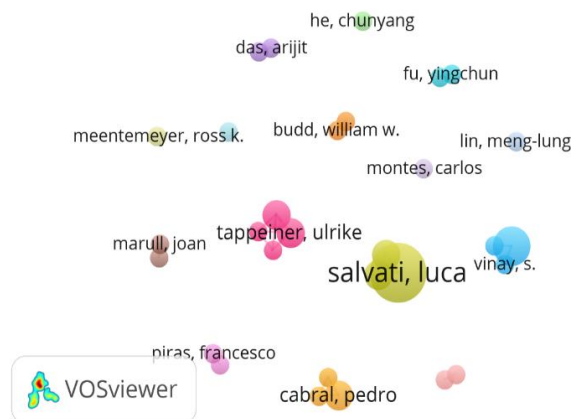 he, chunyang
das, arijit
fu, yingchun
meentemeyer, ross k.
budd, william w.
lin, meng-lung
montes, carlos
marull, joan
tappeiner, ulrike
salvati, luca
vinay, s.
piras, francesco
VOSviewer
cabral, pedro